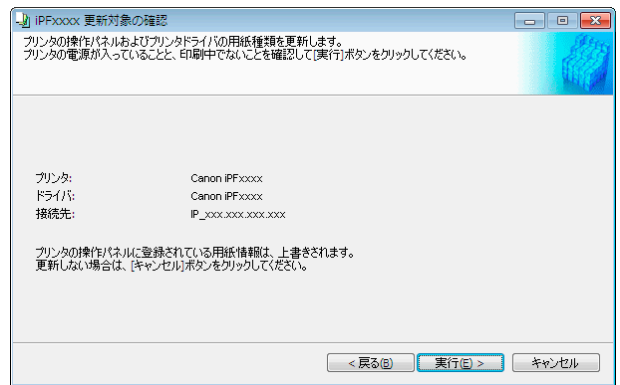 iPFxxxx 更新対象の確認
プリンタの操作パネルおよびプリンタドライバの用紙種類を更新します。
プリンタの電源が入っていることと、印刷中でないことを確認して[実行]ボタンをクリックしてください。
プリンタ: Canon iPFxxxx
ドライバ: Canon iPFxxxx
接続先: IP_xxx.xxx.xxx.xxx
プリンタの操作パネルに登録されている用紙情報は、上書きされます。
更新しない場合は、[キャンセル]ボタンをクリックしてください。
< 戻る(B) 実行(E) > キャンセル